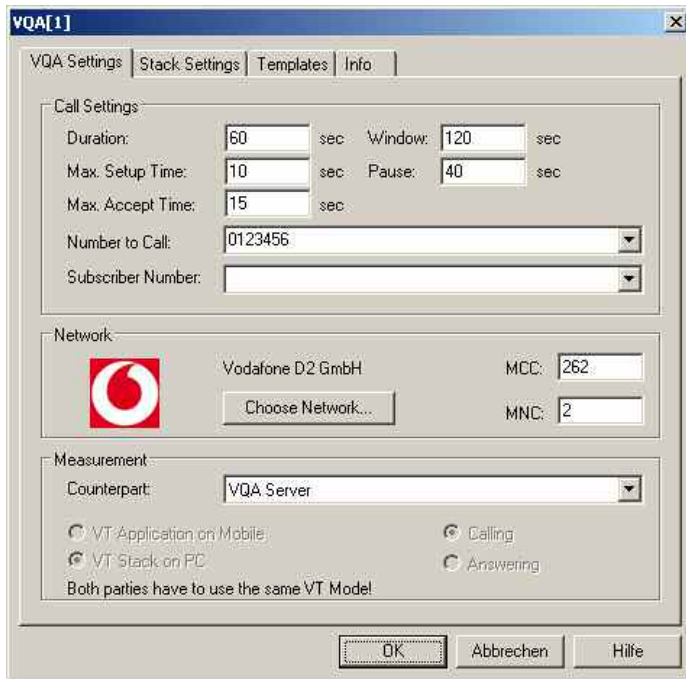 VQA[1]
VQA Settings Stack Settings Templates Info
Call Settings
Duration: 60 sec Window: 120 sec
Max. Setup Time: 10 sec Pause: 40 sec
Max. Accept Time: 15 sec
Number to Call: 0123456
Subscriber Number:
Network
Vodafone D2 GmbH MCC: 262
Choose Network... MNC: 2
Measurement
Counterpart: VQA Server
VT Application on Mobile Calling
VT Stack on PC Answering
Both parties have to use the same VT Mode!
OK Abbrechen Hilfe